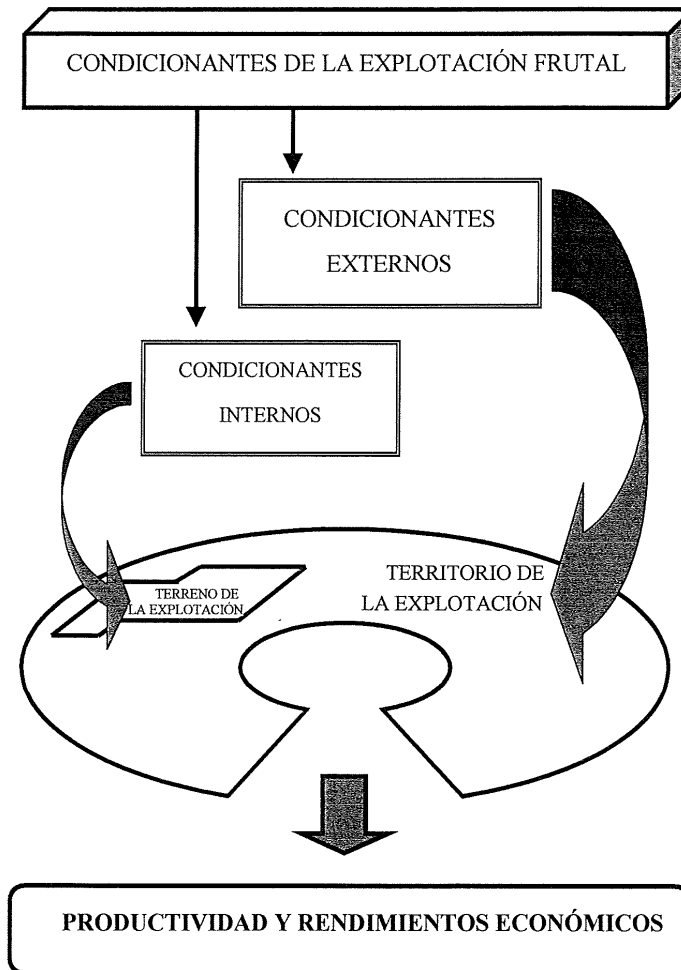 CONDICIONANTES DE LA EXPLOTACIÓN FRUTAL
CONDICIONANTES
EXTERNOS
CONDICIONANTES
INTERNOS
TERRENO DE
LA EXPLOTACIÓN
TERRITORIO DE
LA EXPLOTACIÓN
PRODUCTIVIDAD Y RENDIMIENTOS ECONÓMICOS